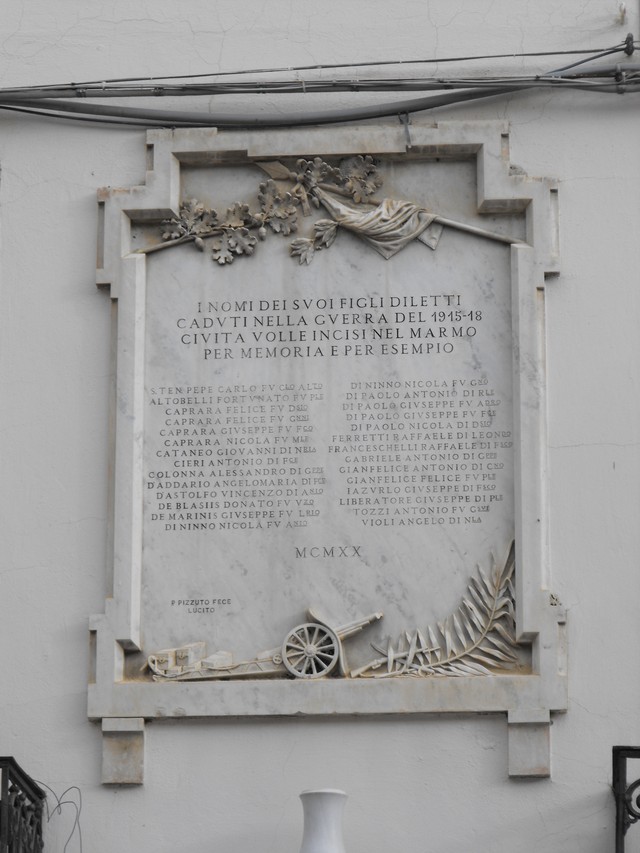 I NOMI DEI SVOI FIGLI DILETTI
CADVTI NELLA GVERRA DEL 1915-18
CIVITA VOLLE INCISI NEL MARMO
PER MEMORIA E PER ESEMPIO
S.TEN. PEPE CARLO FV
ALTOBELLI FORTVNATO FV
CAPRARA FELICE FV
CAPRARA FELICE FV
CAPRARA GIVSEPPE FV
CAPRARA NICOLA FV
CATANEO GIOVANNI DI
CIERI ANTONIO DI
COLONNA ALESSANDRO DI
D'ADDARIO ANGELOMARIA DI
D'ASTOLFO VINCENZO DI
DE BLASIIS DONATO FV
DE MARINIS GIVSEPPE FV
DI NINNO NICOLA FV
DI NINNO NICOLA FV
DI PAOLO ANTONIO DI
DI PAOLO GIVSEPPE FV
DI PAOLO GIVSEPPE FV
DI PAOLO NICOLA DI
FERRETTI RAFFAELE DI
FRANCESCHELLI RAFFAELE DI
GABRIELE ANTONIO DI
GIANFELICE ANTONIO DI
GIANFELICE FELICE FV
IAZVRLO GIVSEPPE DI
LIBERATORE GIVSEPPE DI
TOZZI ANTONIO FV
VIOLI ANGELO DI
MCMXX
P. PIZZUTO FECE
LUCITO